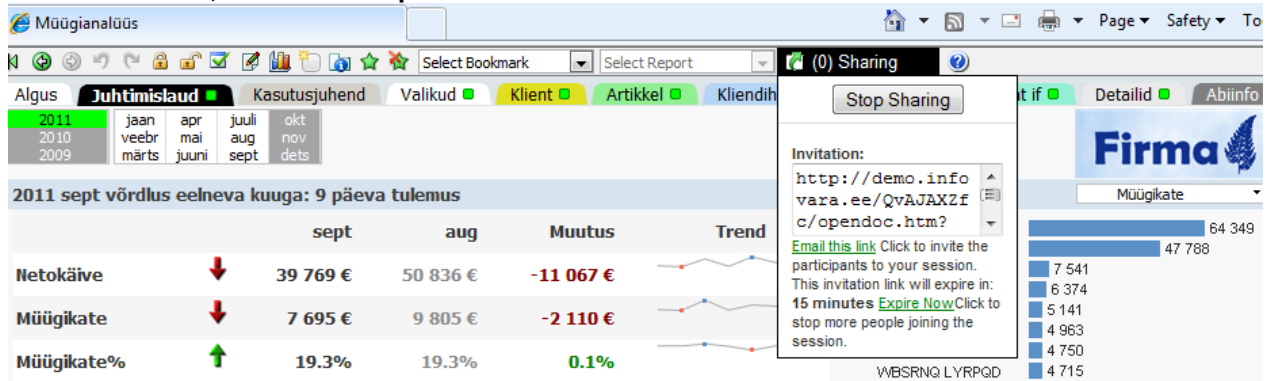 Müügianalüüs
Page Safety To
Select Bookmark Select Report (0) Sharing
Algus Juhtimislaud Kasutusjuhend Valikud Klient Artikkel Kliendih t if Detailid Abiinfo
Stop Sharing
2011 jaan apr juuli okt
2010 veebr mai aug nov
2009 märts juuni sept dets
Firma
Invitation:
http://demo.info
vara.ee/QvAJAXZf
c/opendoc.htm?
Email this link Click to invite the
participants to your session.
This invitation link will expire in:
15 minutes Expire Now Click to
stop more people joining the
session.
2011 sept võrdlus eelneva kuuga: 9 päeva tulemus
Müügikate
sept aug Muutus Trend
Netokäive 39 769 € 50 836 € -11 067 €
Müügikate 7 695 € 9 805 € -2 110 €
Müügikate% 19.3% 19.3% 0.1%
64 349
47 788
7 541
6 374
5 141
4 963
4 750
WBSRNQ LYRPQD 4 715